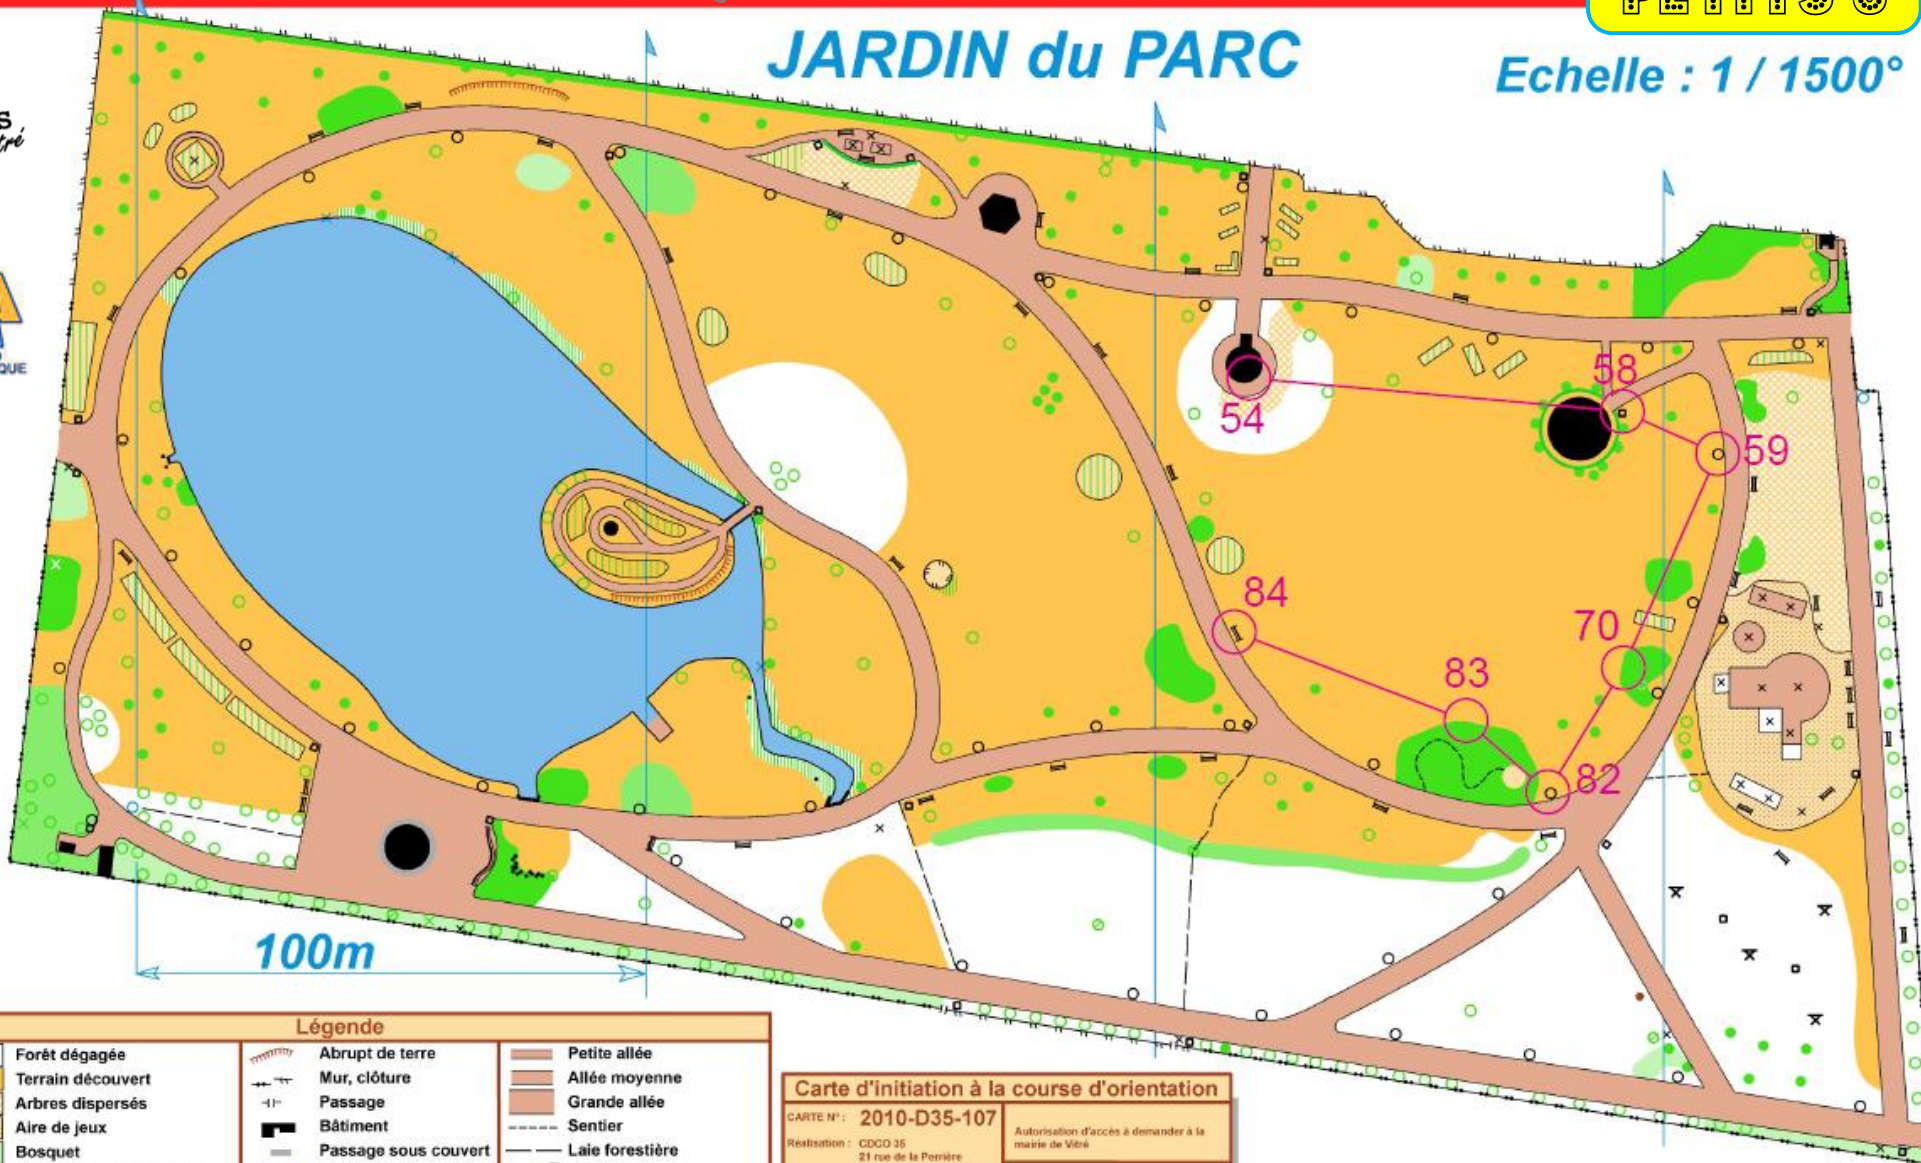 JARDIN du PARC
Echelle : 1 / 1500°
58
54
59
84
70
83
82
100m
Légende
Forêt dégagée
Terrain découvert
Arbres dispersés
Aire de jeux
Bosquet
Abrupt de terre
Mur, clôture
Passage
Bâtiment
Passage sous couvert
Petite allée
Allée moyenne
Grande allée
Sentier
Laie forestière
Carte d'initiation à la course d'orientation
CARTE N° : 2010-D35-107
Réalisation : CDCO 35
21 rue de la Perrière
Autorisation d'accès à demander à la
mairie de Vitré